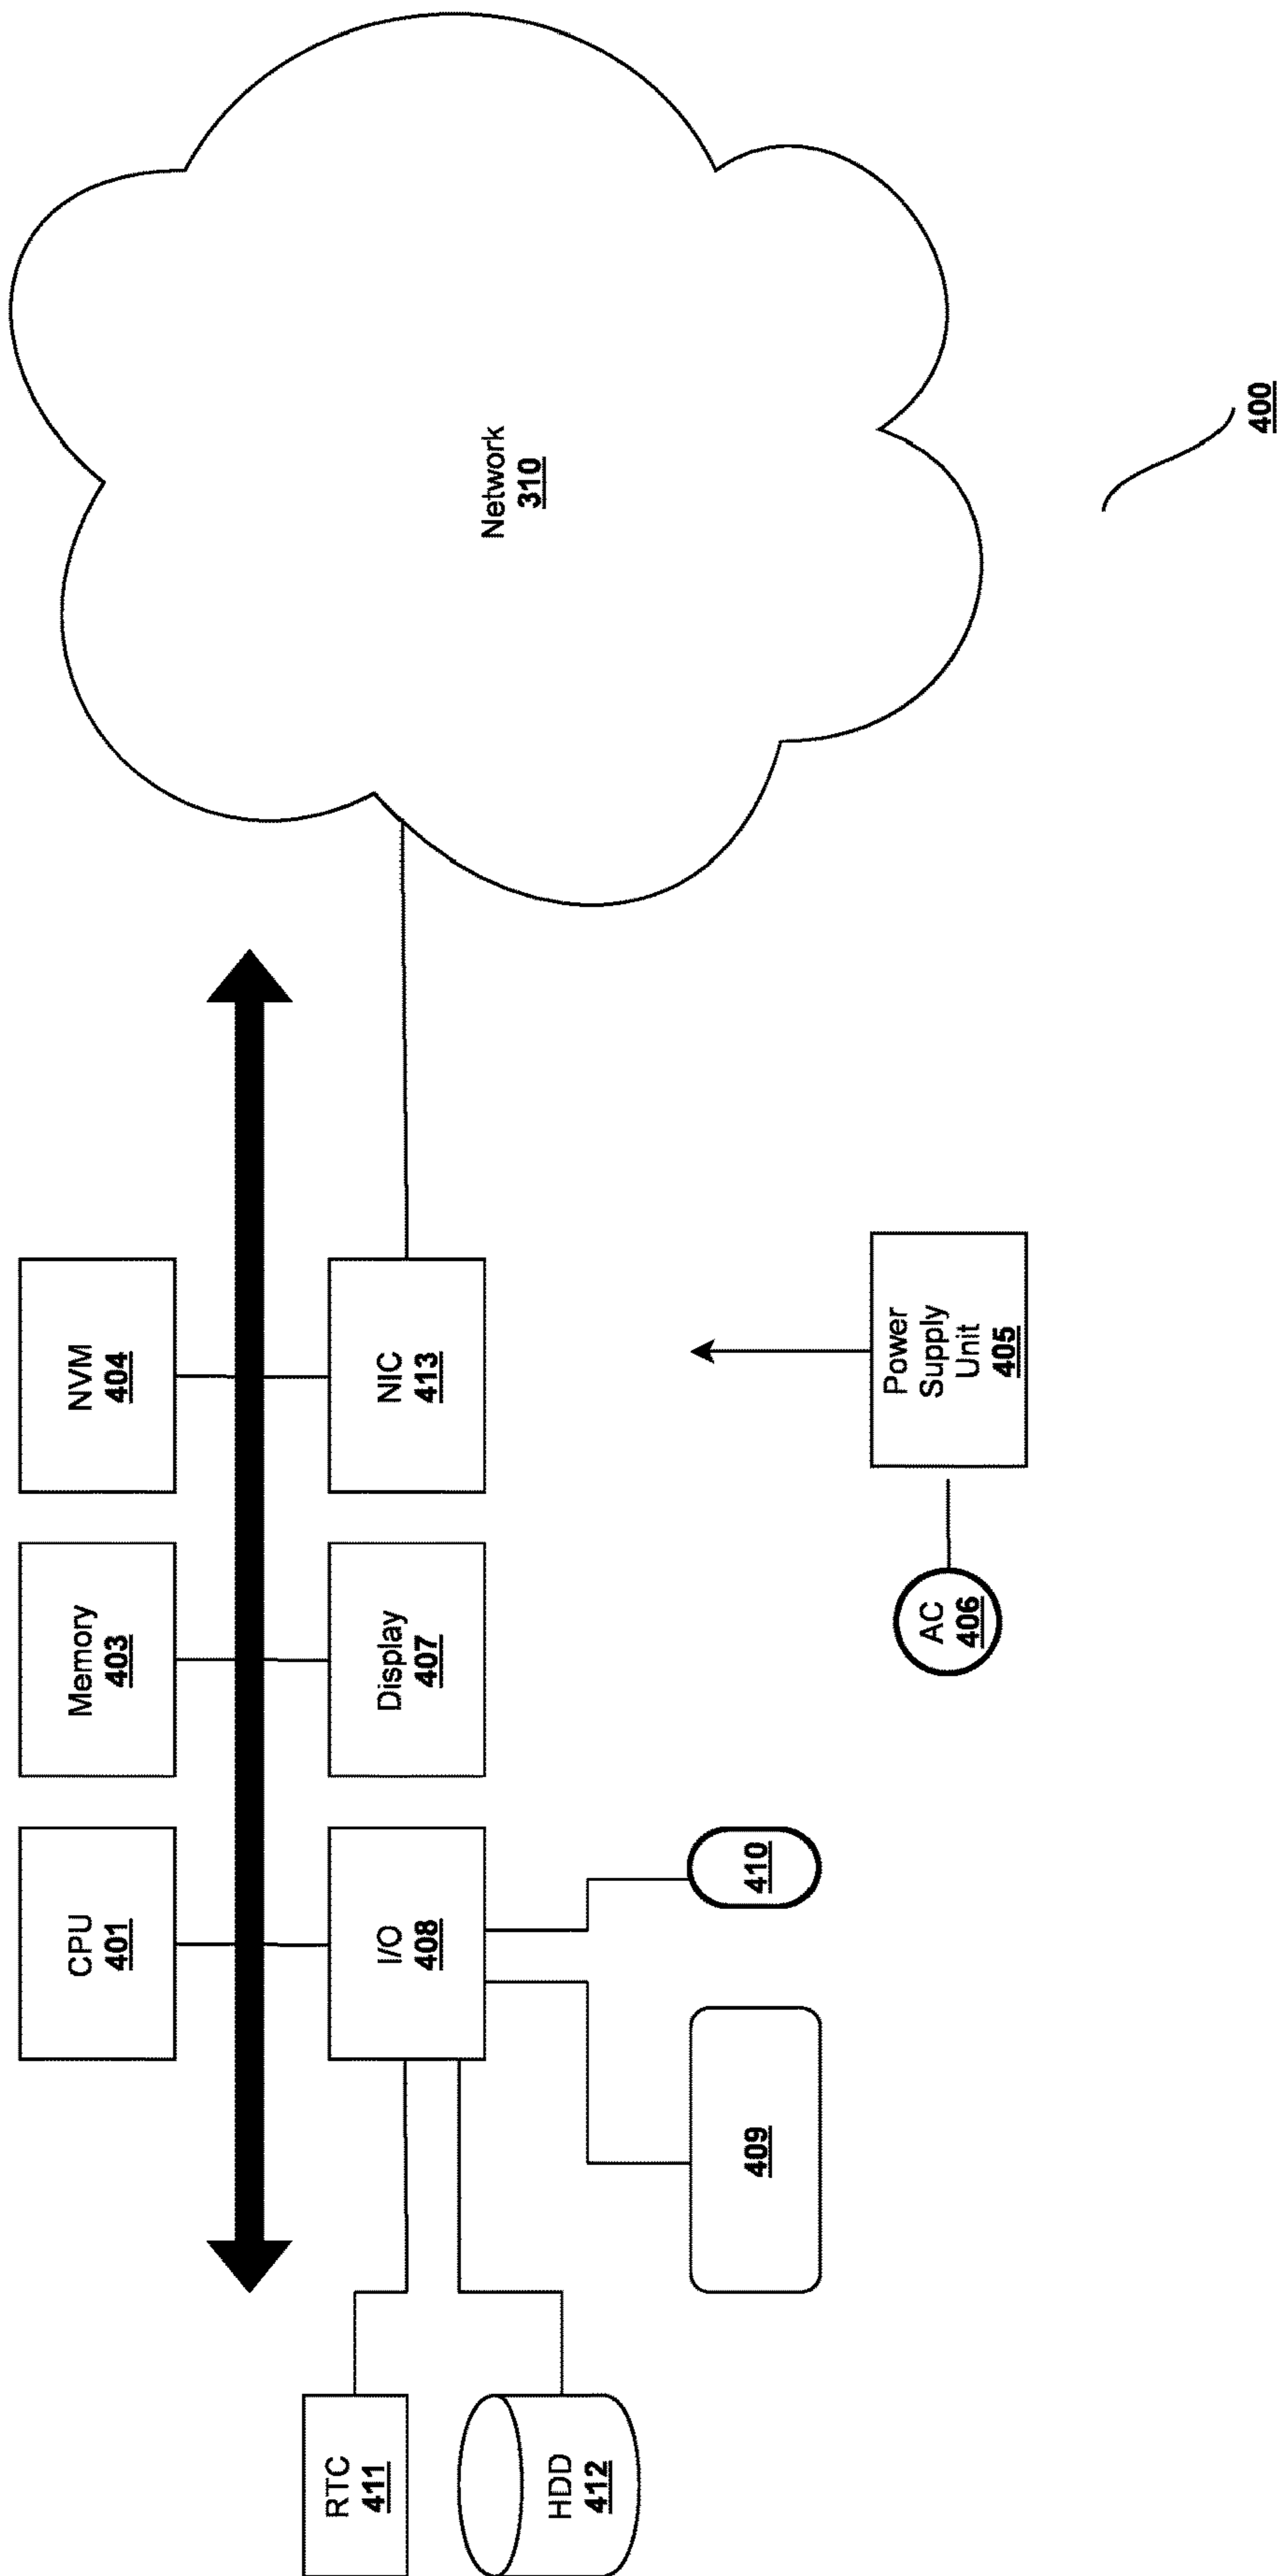 CPU
401
Memory
403
NVM
404
RTC
411
I/O
408
Display
407
NIC
413
Network
310
HDD
412
409
410
AC
406
Power
Supply
Unit
405
400